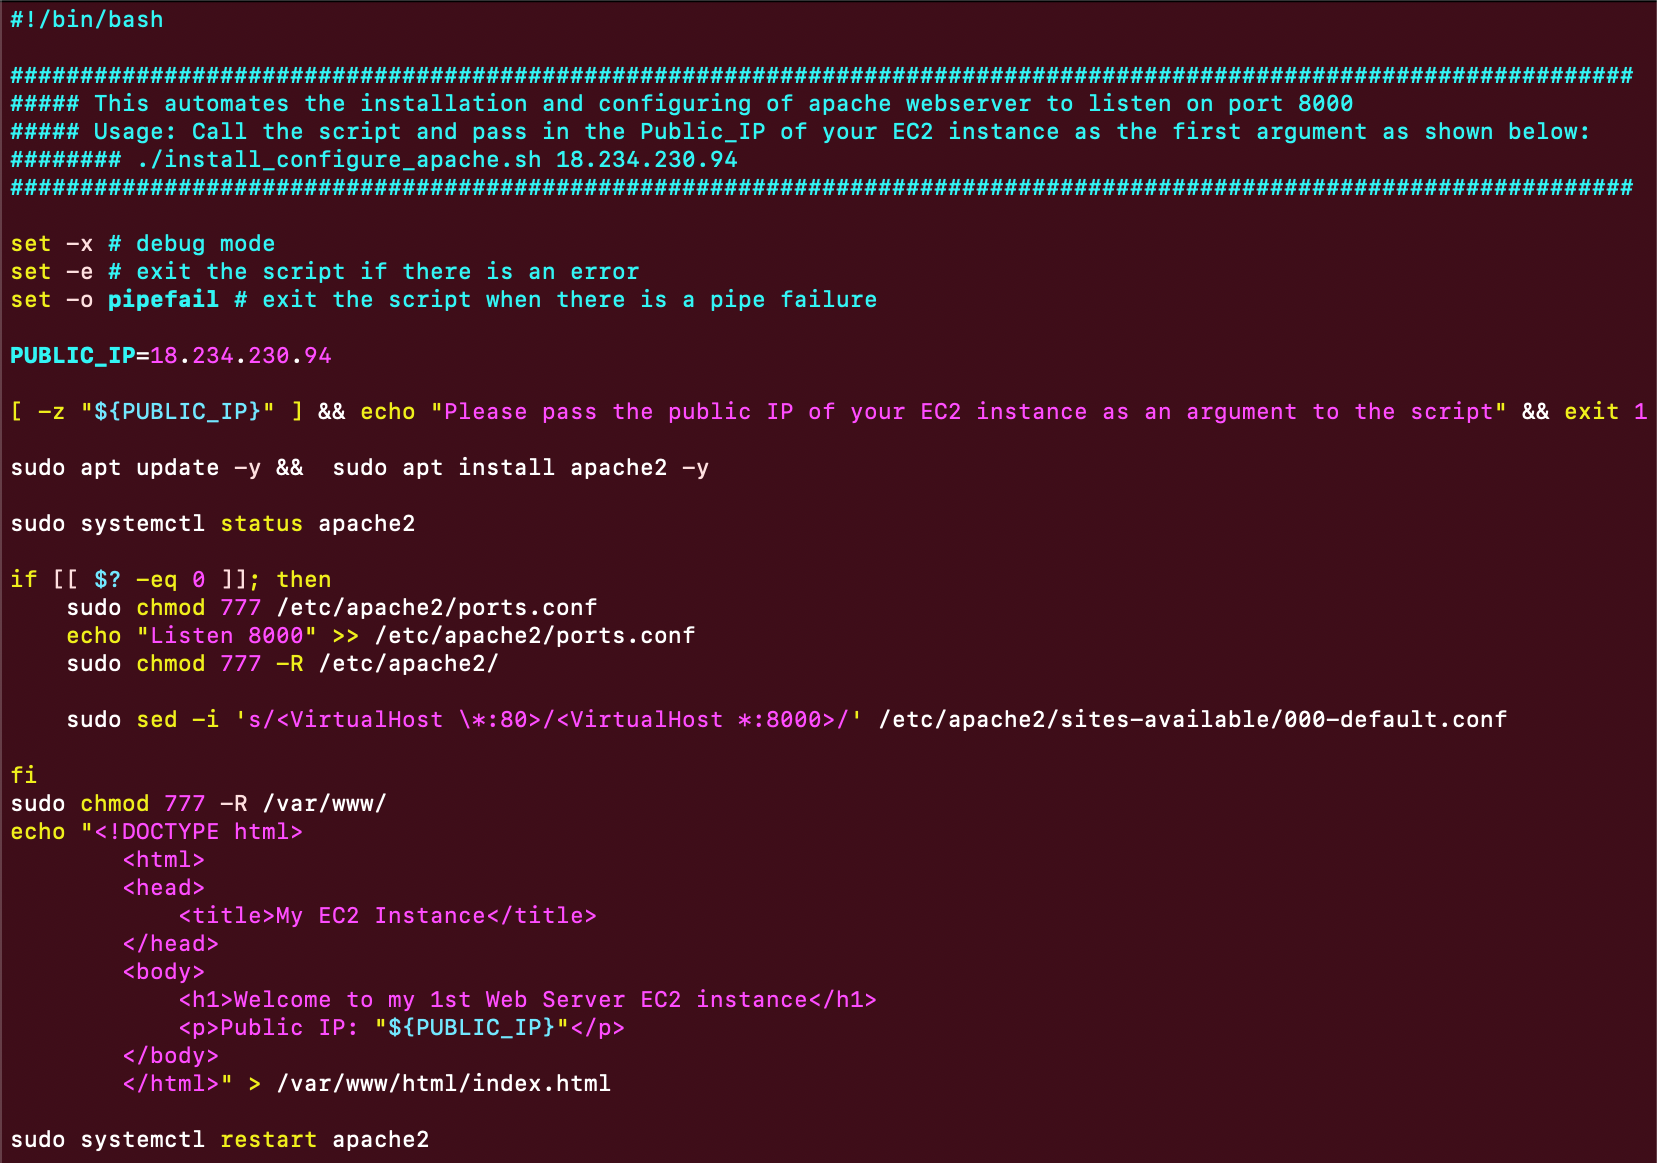 #!/bin/bash
####################################################################################################################
##### This automates the installation and configuring of apache webserver to listen on port 8000
##### Usage: Call the script and pass in the Public_IP of your EC2 instance as the first argument as shown below:
######## ./install_configure_apache.sh 18.234.230.94
####################################################################################################################
set -x # debug mode
set -e # exit the script if there is an error
set -o pipefail # exit the script when there is a pipe failure
PUBLIC_IP=18.234.230.94
[ -z "${PUBLIC_IP}" ] && echo "Please pass the public IP of your EC2 instance as an argument to the script" && exit 1
sudo apt update -y &&  sudo apt install apache2 -y
sudo systemctl status apache2
if [[ $? -eq 0 ]]; then
    sudo chmod 777 /etc/apache2/ports.conf
    echo "Listen 8000" >> /etc/apache2/ports.conf
    sudo chmod 777 -R /etc/apache2/
    sudo sed -i 's/<VirtualHost \*:80>/<VirtualHost *:8000>/' /etc/apache2/sites-available/000-default.conf
fi
sudo chmod 777 -R /var/www/
echo "<!DOCTYPE html>
        <html>
        <head>
            <title>My EC2 Instance</title>
        </head>
        <body>
            <h1>Welcome to my 1st Web Server EC2 instance</h1>
            <p>Public IP: "${PUBLIC_IP}"</p>
        </body>
        </html>" > /var/www/html/index.html
sudo systemctl restart apache2